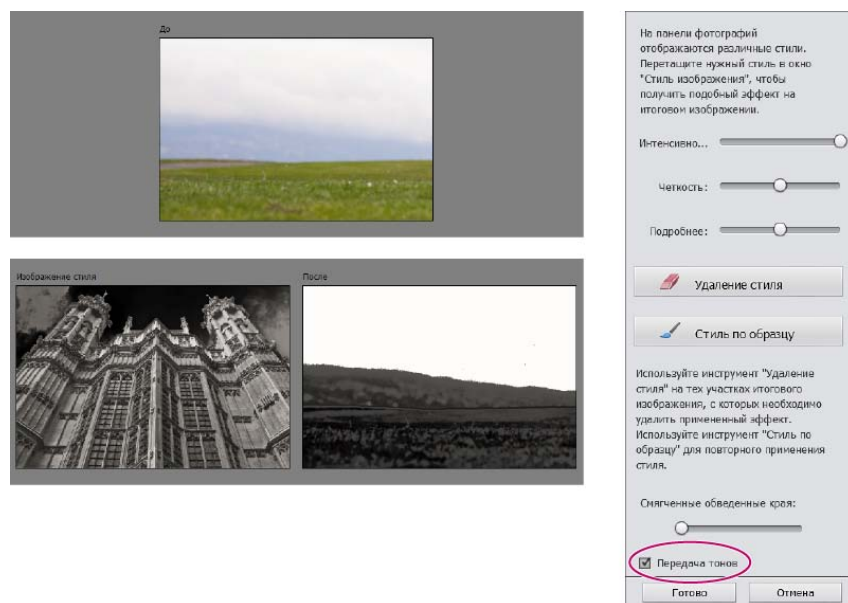 До
Изображение стиля
После
На панели фотографий
отображаются различные стили.
Перетащите нужный стиль в окно
"Стиль изображения", чтобы
получить подобный эффект на
итоговом изображении.
Интенсивно...
Четкость:
Подробнее:
Удаление стиля
Стиль по образцу
Используйте инструмент "Удаление
стиля" на тех участках итогового
изображения, с которых необходимо
удалить примененный эффект.
Используйте инструмент "Стиль по
образцу" для повторного применения
стиля.
Смягченные обведенные края:
Передача тонов
Готово
Отмена